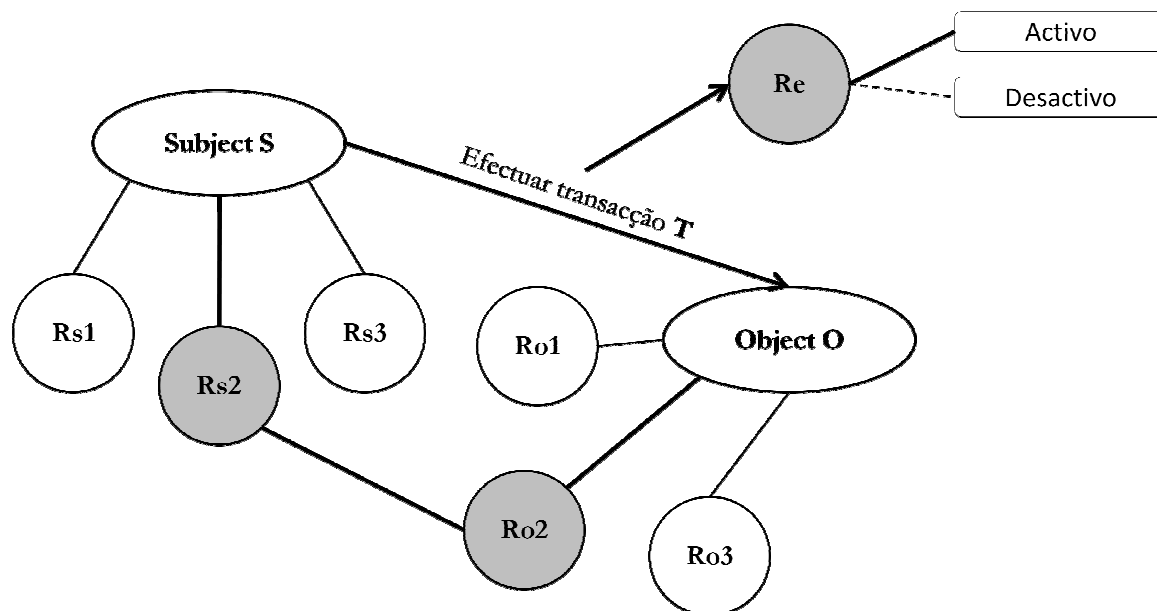 Activo
Re
Desactivo
Subject S
Efectuar transacção T
Rs1
Rs3
Ro1
Object O
Rs2
Ro2
Ro3